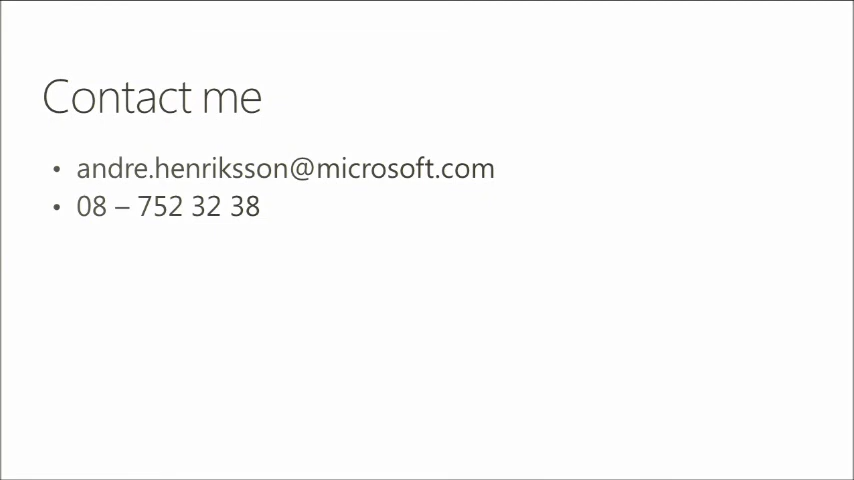 Contact me
• andre.henriksson@microsoft.com
• 08 – 752 32 38